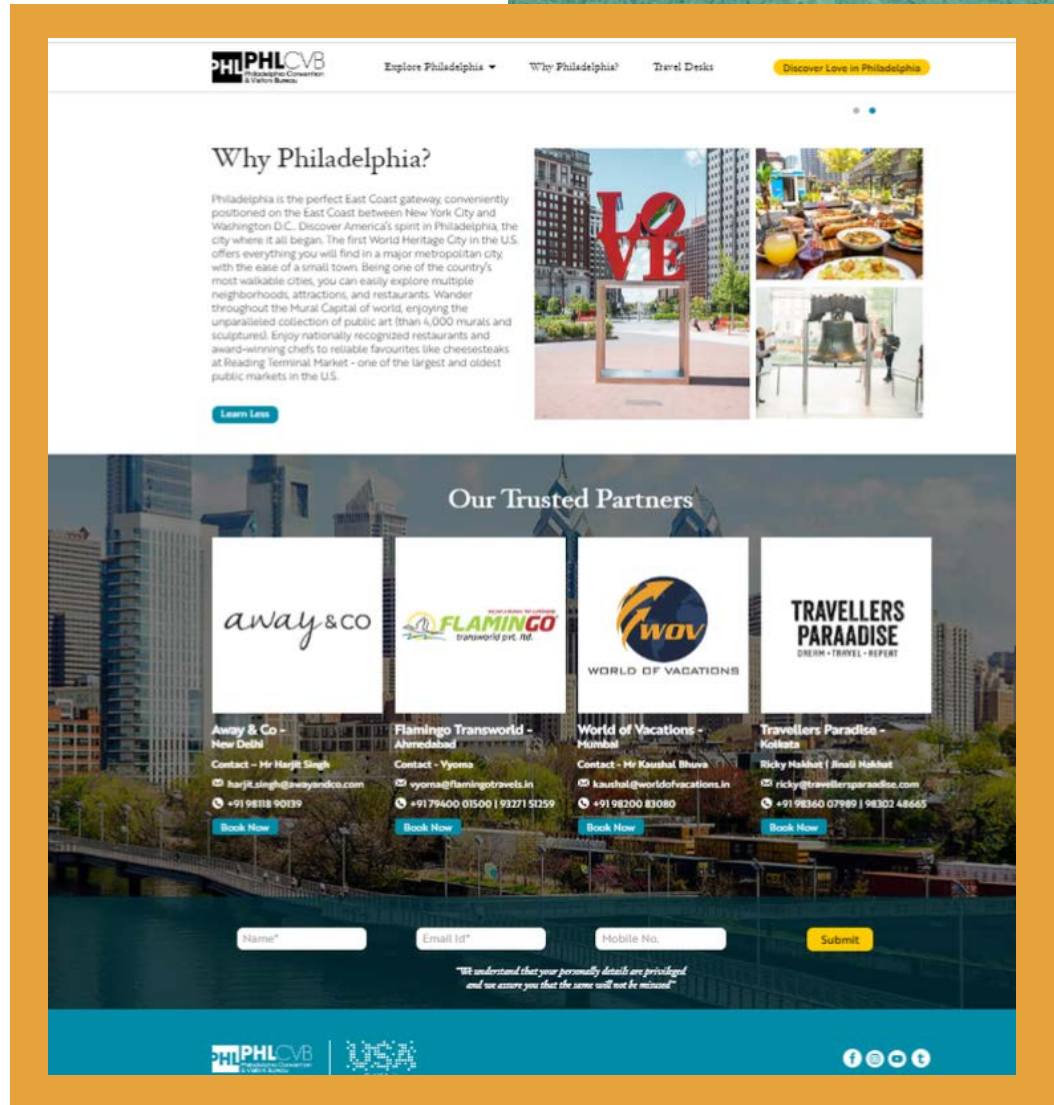 PHL PHLCVB
Philadelphia Convention
& Visitors Bureau
Explore Philadelphia
Why Philadelphia?
Travel Desks
Discover Love in Philadelphia
Why Philadelphia?
Philadelphia is the perfect East Coast gateway, conveniently
positioned on the East Coast between New York City and
Washington D.C.. Discover America's spirit in Philadelphia, the
city where it all began. The first World Heritage City in the U.S.
offers everything you will find in a major metropolitan city,
with the ease of a small town. Being one of the country's
most walkable cities, you can easily explore multiple
neighborhoods, attractions, and restaurants. Wander
throughout the Mural Capital of world, enjoying the
unparalleled collection of public art (than 4,000 murals and
sculptures). Enjoy nationally recognized restaurants and
award-winning chefs to reliable favourites like cheesesteaks
at Reading Terminal Market - one of the largest and oldest
public markets in the U.S.
Learn Less
LOVE
Our Trusted Partners
away & co
FLAMINGO
transworld pvt. ltd.
WOV
WORLD OF VACATIONS
TRAVELLERS
PARAADISE
DREAM • TRAVEL • REPEAT
Away & Co -
New Delhi
Contact - Mr Harjit Singh
harjit.singh@awayandco.com
+91 98118 90139
Book Now
Flamingo Transworld -
Ahmedabad
Contact - Vyoma
vyoma@flamingotravels.in
+91 79400 01500 | 93271 51259
Book Now
World of Vacations -
Mumbai
Contact - Mr Kaushal Bhuva
kaushal@worldofvacations.in
+91 98200 83080
Book Now
Travellers Paradise -
Kolkata
Ricky Nakhat | Jinali Nakhat
ricky@travellersparaadise.com
+91 98360 07989 | 98302 48665
Book Now
Name*
Email Id*
Mobile No.
Submit
"We understand that your personally details are privileged
and we assure you that the same will not be misused"
PHL PHLCVB
Philadelphia Convention
& Visitors Bureau
USA